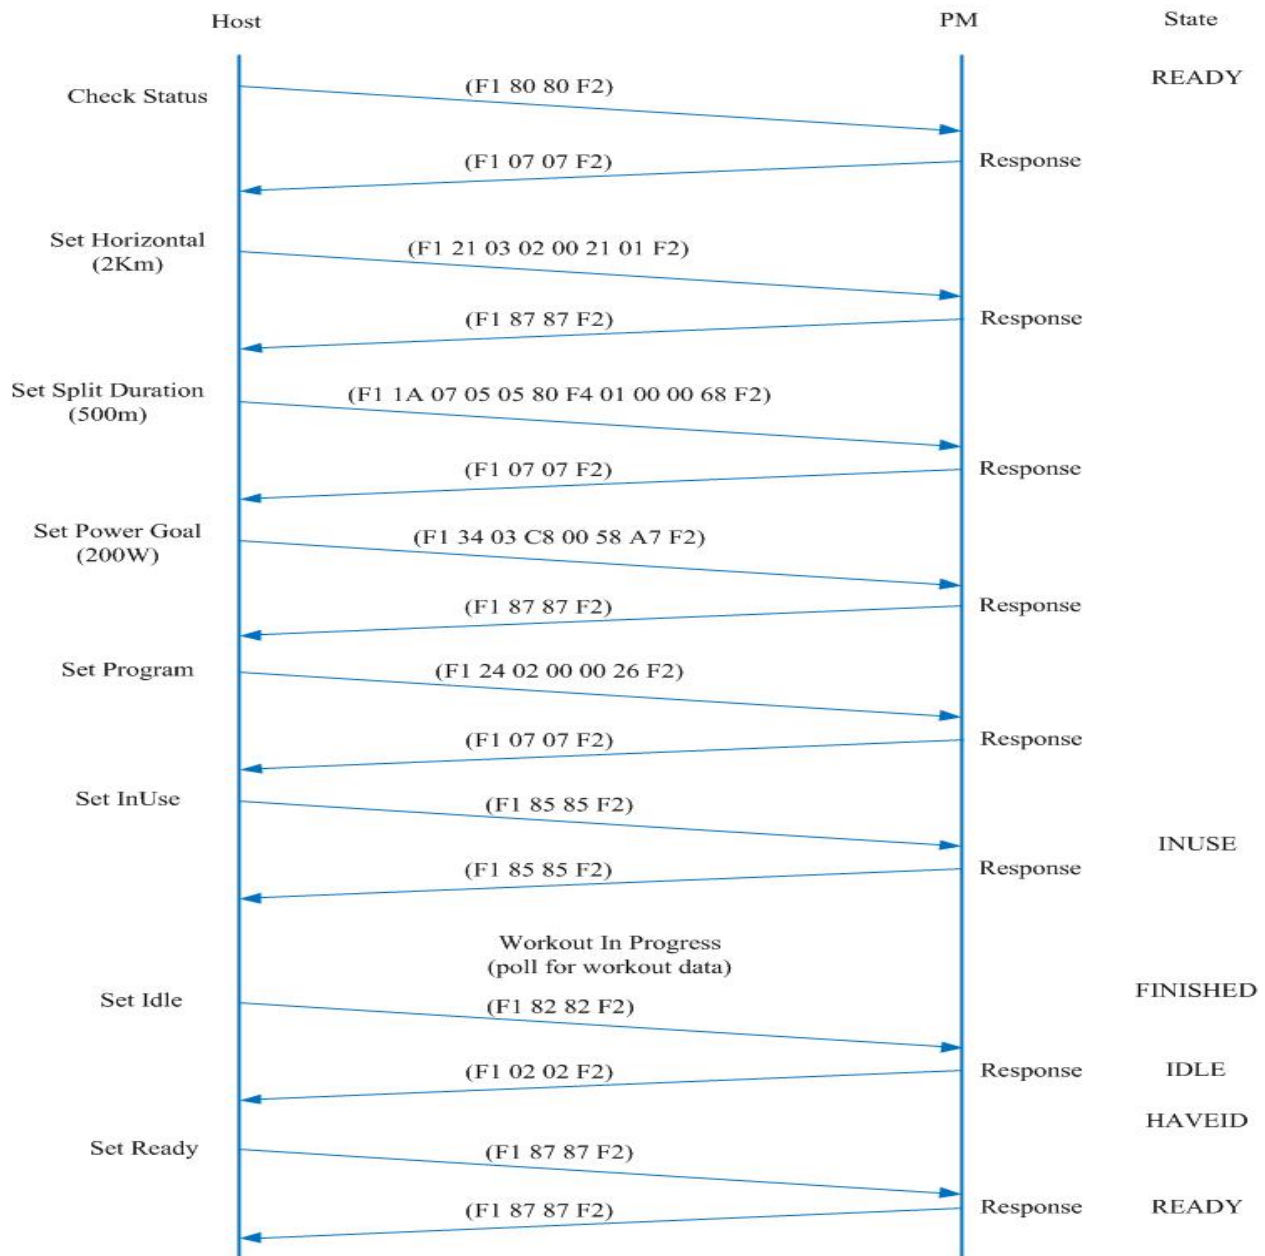 Host PM State
READY
Check Status (F1 80 80 F2)
(F1 07 07 F2) Response
Set Horizontal
(2Km)
(F1 21 03 02 00 21 01 F2)
(F1 87 87 F2) Response
Set Split Duration
(500m)
(F1 1A 07 05 05 80 F4 01 00 00 68 F2)
(F1 07 07 F2) Response
Set Power Goal
(200W)
(F1 34 03 C8 00 58 A7 F2)
(F1 87 87 F2) Response
Set Program (F1 24 02 00 00 26 F2)
(F1 07 07 F2) Response
Set InUse (F1 85 85 F2)
INUSE
(F1 85 85 F2) Response
Workout In Progress
(poll for workout data)
FINISHED
Set Idle (F1 82 82 F2)
(F1 02 02 F2) Response IDLE
HAVEID
Set Ready (F1 87 87 F2)
(F1 87 87 F2) Response READY